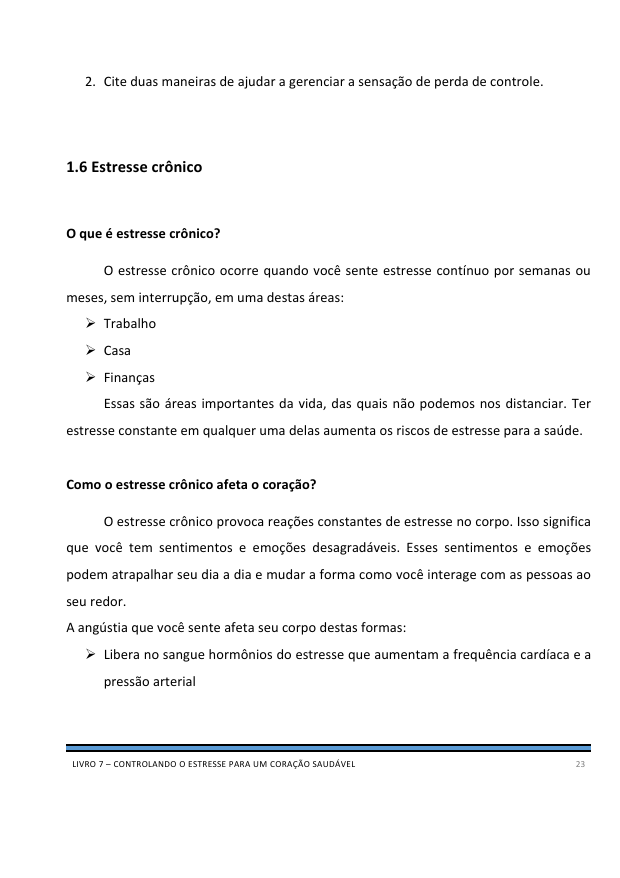 2. Cite duas maneiras de ajudar a gerenciar a sensação de perda de controle.
1.6 Estresse crônico
O que é estresse crônico?
O estresse crônico ocorre quando você sente estresse contínuo por semanas ou
meses, sem interrupção, em uma destas áreas:
➢ Trabalho
➢ Casa
➢ Finanças
Essas são áreas importantes da vida, das quais não podemos nos distanciar. Ter
estresse constante em qualquer uma delas aumenta os riscos de estresse para a saúde.
Como o estresse crônico afeta o coração?
O estresse crônico provoca reações constantes de estresse no corpo. Isso significa
que você tem sentimentos e emoções desagradáveis. Esses sentimentos e emoções
podem atrapalhar seu dia a dia e mudar a forma como você interage com as pessoas ao
seu redor.
A angústia que você sente afeta seu corpo destas formas:
➢ Libera no sangue hormônios do estresse que aumentam a frequência cardíaca e a
pressão arterial
LIVRO 7 – CONTROLANDO O ESTRESSE PARA UM CORAÇÃO SAUDÁVEL 23